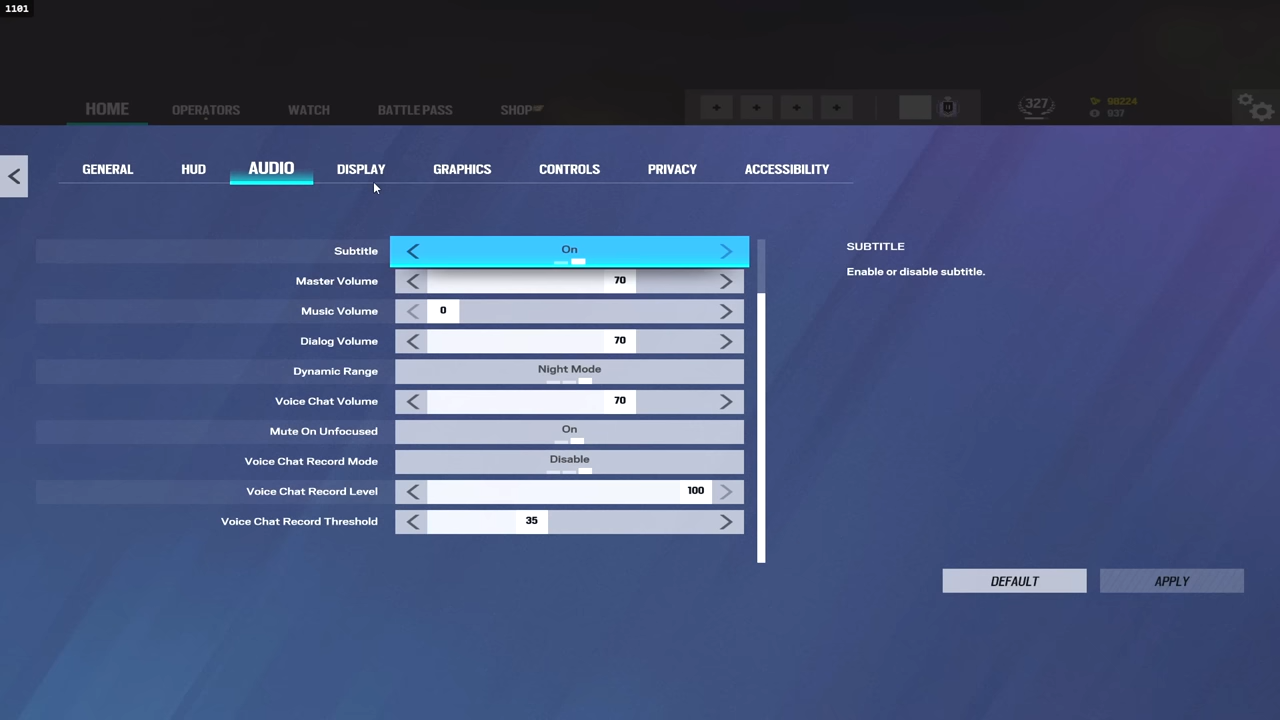 1101
HOME OPERATORS WATCH BATTLE PASS SHOP 327 98224
937
GENERAL HUD AUDIO DISPLAY GRAPHICS CONTROLS PRIVACY ACCESSIBILITY
Subtitle On
SUBTITLE
Enable or disable subtitle.
Master Volume 70
Music Volume 0
Dialog Volume 70
Dynamic Range Night Mode
Voice Chat Volume 70
Mute On Unfocused On
Voice Chat Record Mode Disable
Voice Chat Record Level 100
Voice Chat Record Threshold 35
DEFAULT APPLY